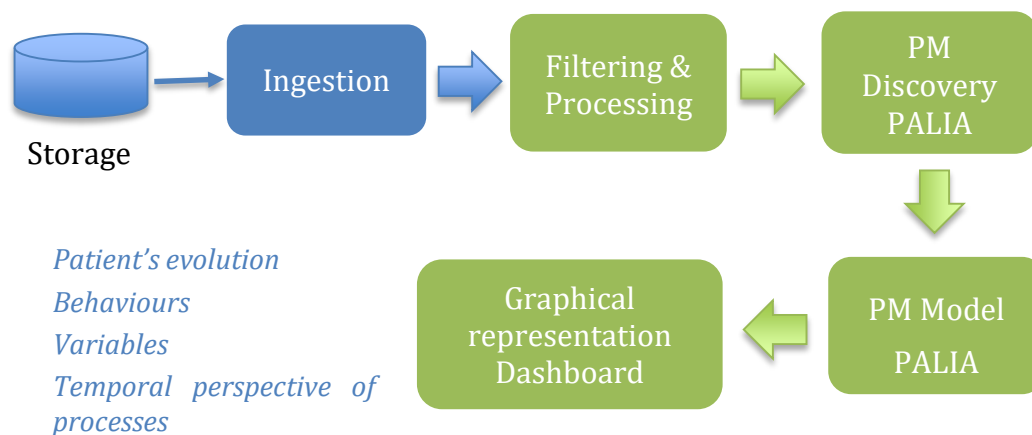 Storage
Ingestion
Filtering &
Processing
PM
Discovery
PALIA
PM Model
PALIA
Graphical
representation
Dashboard
Patient’s evolution
Behaviours
Variables
Temporal perspective of
processes